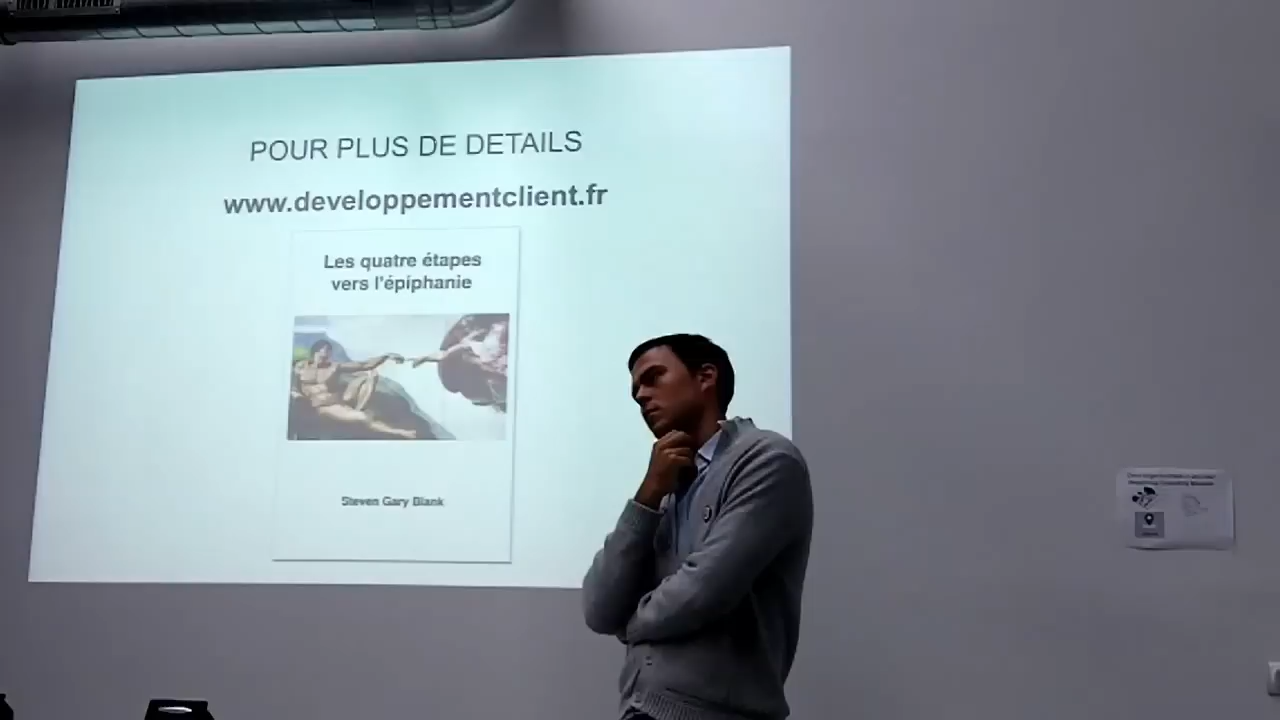 POUR PLUS DE DETAILS
www.developpementclient.fr
Les quatre étapes
vers l'épiphanie
Steven Gary Blank